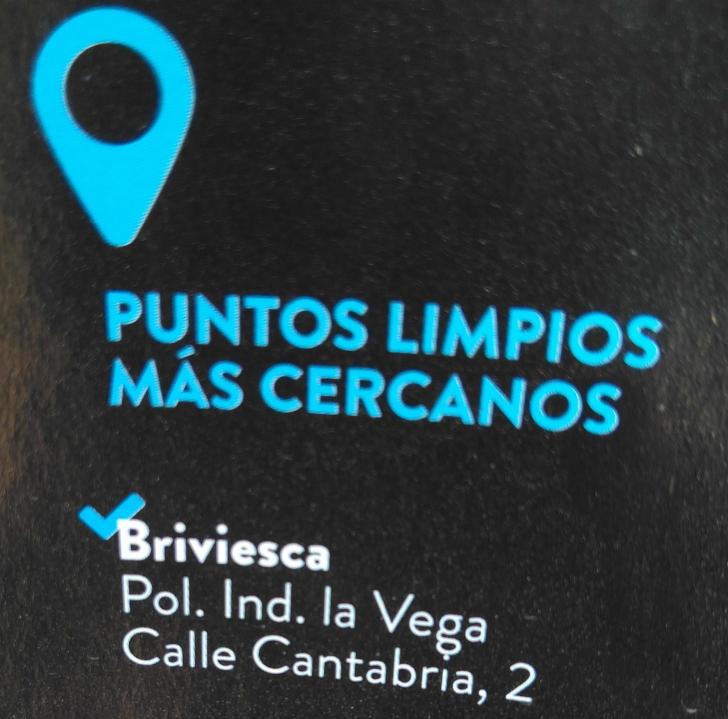 PUNTOS LIMPIOS
MÁS CERCANOS
Briviesca
Pol. Ind. la Vega
Calle Cantabria, 2